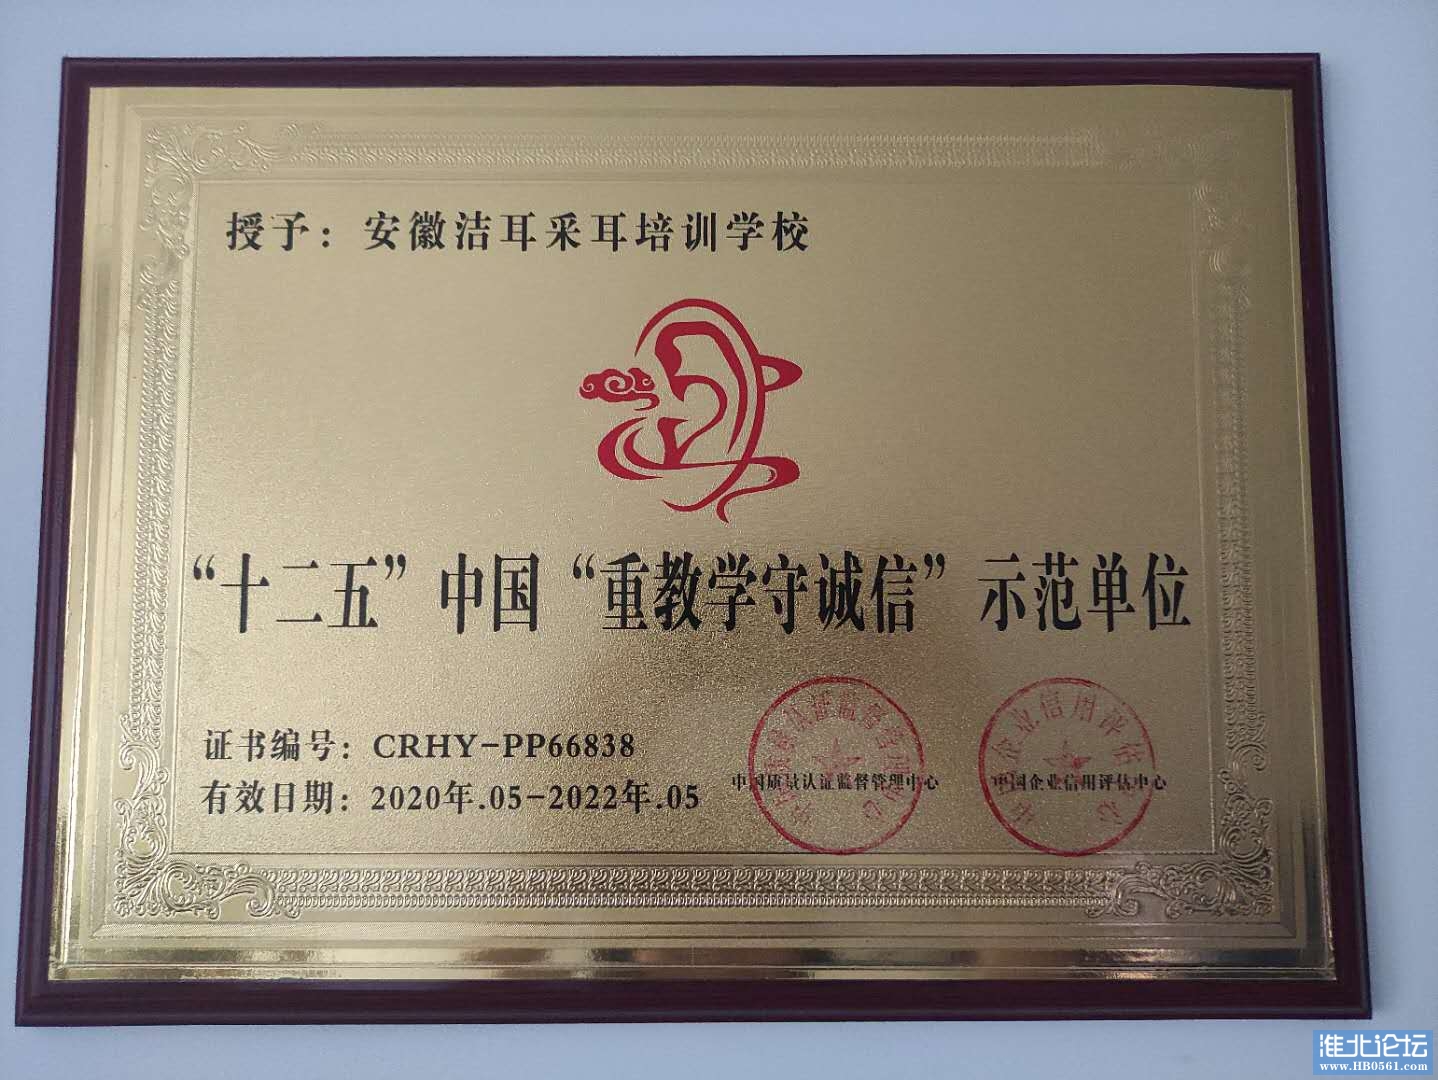 授予：安徽洁耳采耳培训学校
“十二五”中国“重教学守诚信”示范单位
证书编号：CRHY-PP66838
有效日期：2020年.05-2022年.05
中国质量认证监督管理中心
中国企业信用评估中心
淮北论坛
www.HB0561.com